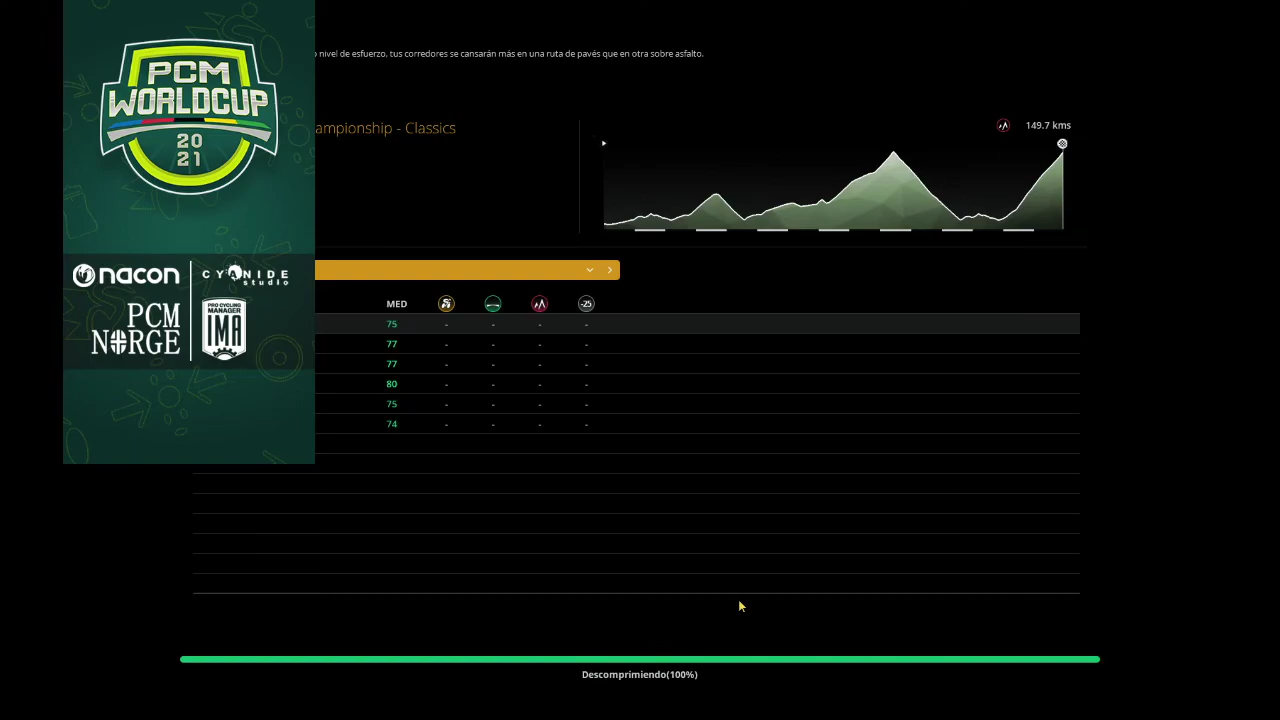 PCM
WORLDCUP
20
21
nacon
CYANIDE
studio
PCM
NORGE
PRO CYCLING
MANAGER
IMA
o nivel de esfuerzo, tus corredores se cansarán más en una ruta de pavés que en otra sobre asfalto.
ampionship - Classics
149.7 kms
MED
-25
75 - - - -
77 - - - -
77 - - - -
80 - - - -
75 - - - -
74 - - - -
Descomprimiendo(100%)